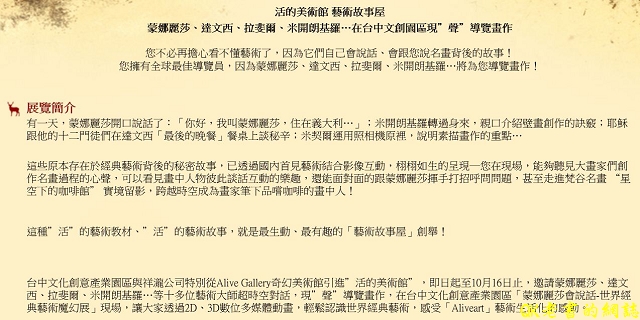 活的美術館 藝術故事屋
蒙娜麗莎、達文西、拉斐爾、米開朗基羅…在台中文創園區現”聲”導覽畫作
您不必再擔心看不懂藝術了，因為它們自己會說話、會跟您說名畫背後的故事！
您擁有全球最佳導覽員，因為蒙娜麗莎、達文西、拉斐爾、米開朗基羅…將為您導覽畫作！
展覽簡介
有一天，蒙娜麗莎開口說話了：「你好，我叫蒙娜麗莎，住在義大利…」；米開朗基羅轉過身來，親口介紹壁畫創作的訣竅；耶穌
跟他的十二門徒們在達文西「最後的晚餐」餐桌上談秘辛；米契爾運用照相機原裡，說明素描畫作的重點…
這些原本存在於經典藝術背後的秘密故事，已透過國內首見藝術結合影像互動，栩栩如生的呈現─您在現場，能夠聽見大畫家們創
作名畫過程的心聲，可以看見畫中人物彼此談話互動的樂趣，還能面對面的跟蒙娜麗莎揮手打招呼問問題，甚至走進梵谷名畫 “星
空下的咖啡館” 實境留影，跨越時空成為畫家筆下品嚐咖啡的畫中人！
這種”活”的藝術教材、”活”的藝術故事，就是最生動、最有趣的「藝術故事屋」創舉！
台中文化創意產業園區與祥瀧公司特別從Alive Gallery奇幻美術館引進”活的美術館”，即日起至10月16日止，邀請蒙娜麗莎、達文
西、拉斐爾、米開朗基羅…等十多位藝術大師超時空對話，現”聲”導覽畫作，在台中文化創意產業園區「蒙娜麗莎會說話-世界經
典藝術魔幻展」現場，讓大家透過2D、3D數位多媒體動畫，輕鬆認識世界經典藝術，感受「Aliveart」藝術生活化的感動